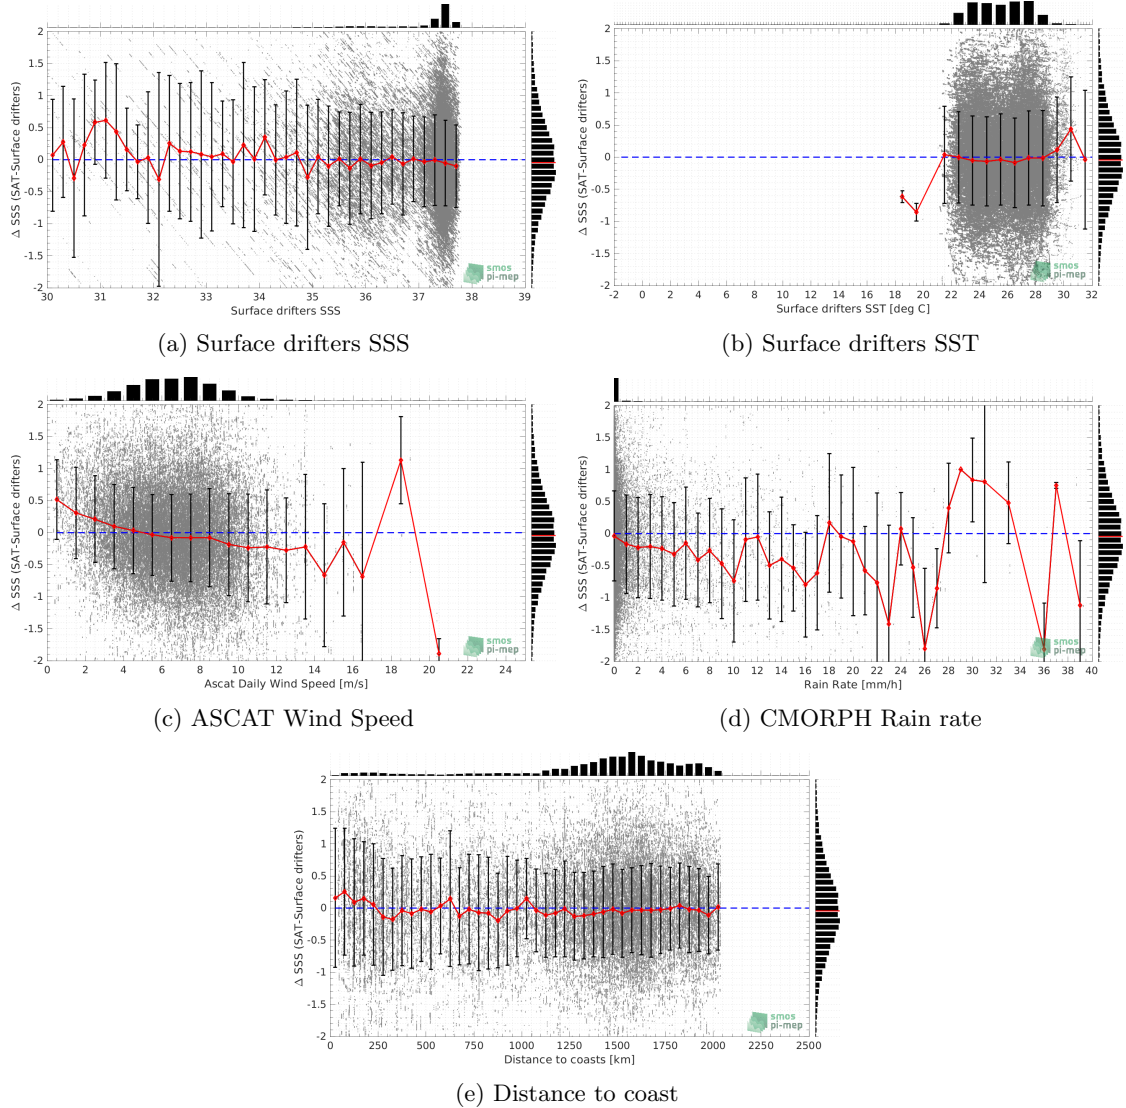 2
1.5
1
0.5
0
-0.5
-1
-1.5
-2
Δ SSS (SAT-Surface drifters)
30 31 32 33 34 35 36 37 38 39
Surface drifters SSS
smos
pi-mep
(a) Surface drifters SSS
2
1.5
1
0.5
0
-0.5
-1
-1.5
-2
Δ SSS (SAT-Surface drifters)
-2 0 2 4 6 8 10 12 14 16 18 20 22 24 26 28 30 32
Surface drifters SST [deg C]
smos
pi-mep
(b) Surface drifters SST
2
1.5
1
0.5
0
-0.5
-1
-1.5
-2
Δ SSS (SAT-Surface drifters)
0 2 4 6 8 10 12 14 16 18 20 22 24
Ascat Daily Wind Speed [m/s]
smos
pi-mep
(c) ASCAT Wind Speed
2
1.5
1
0.5
0
-0.5
-1
-1.5
-2
Δ SSS (SAT-Surface drifters)
0 2 4 6 8 10 12 14 16 18 20 22 24 26 28 30 32 34 36 38 40
Rain Rate [mm/h]
smos
pi-mep
(d) CMORPH Rain rate
2
1.5
1
0.5
0
-0.5
-1
-1.5
-2
Δ SSS (SAT-Surface drifters)
0 250 500 750 1000 1250 1500 1750 2000 2250 2500
Distance to coasts [km]
smos
pi-mep
(e) Distance to coast